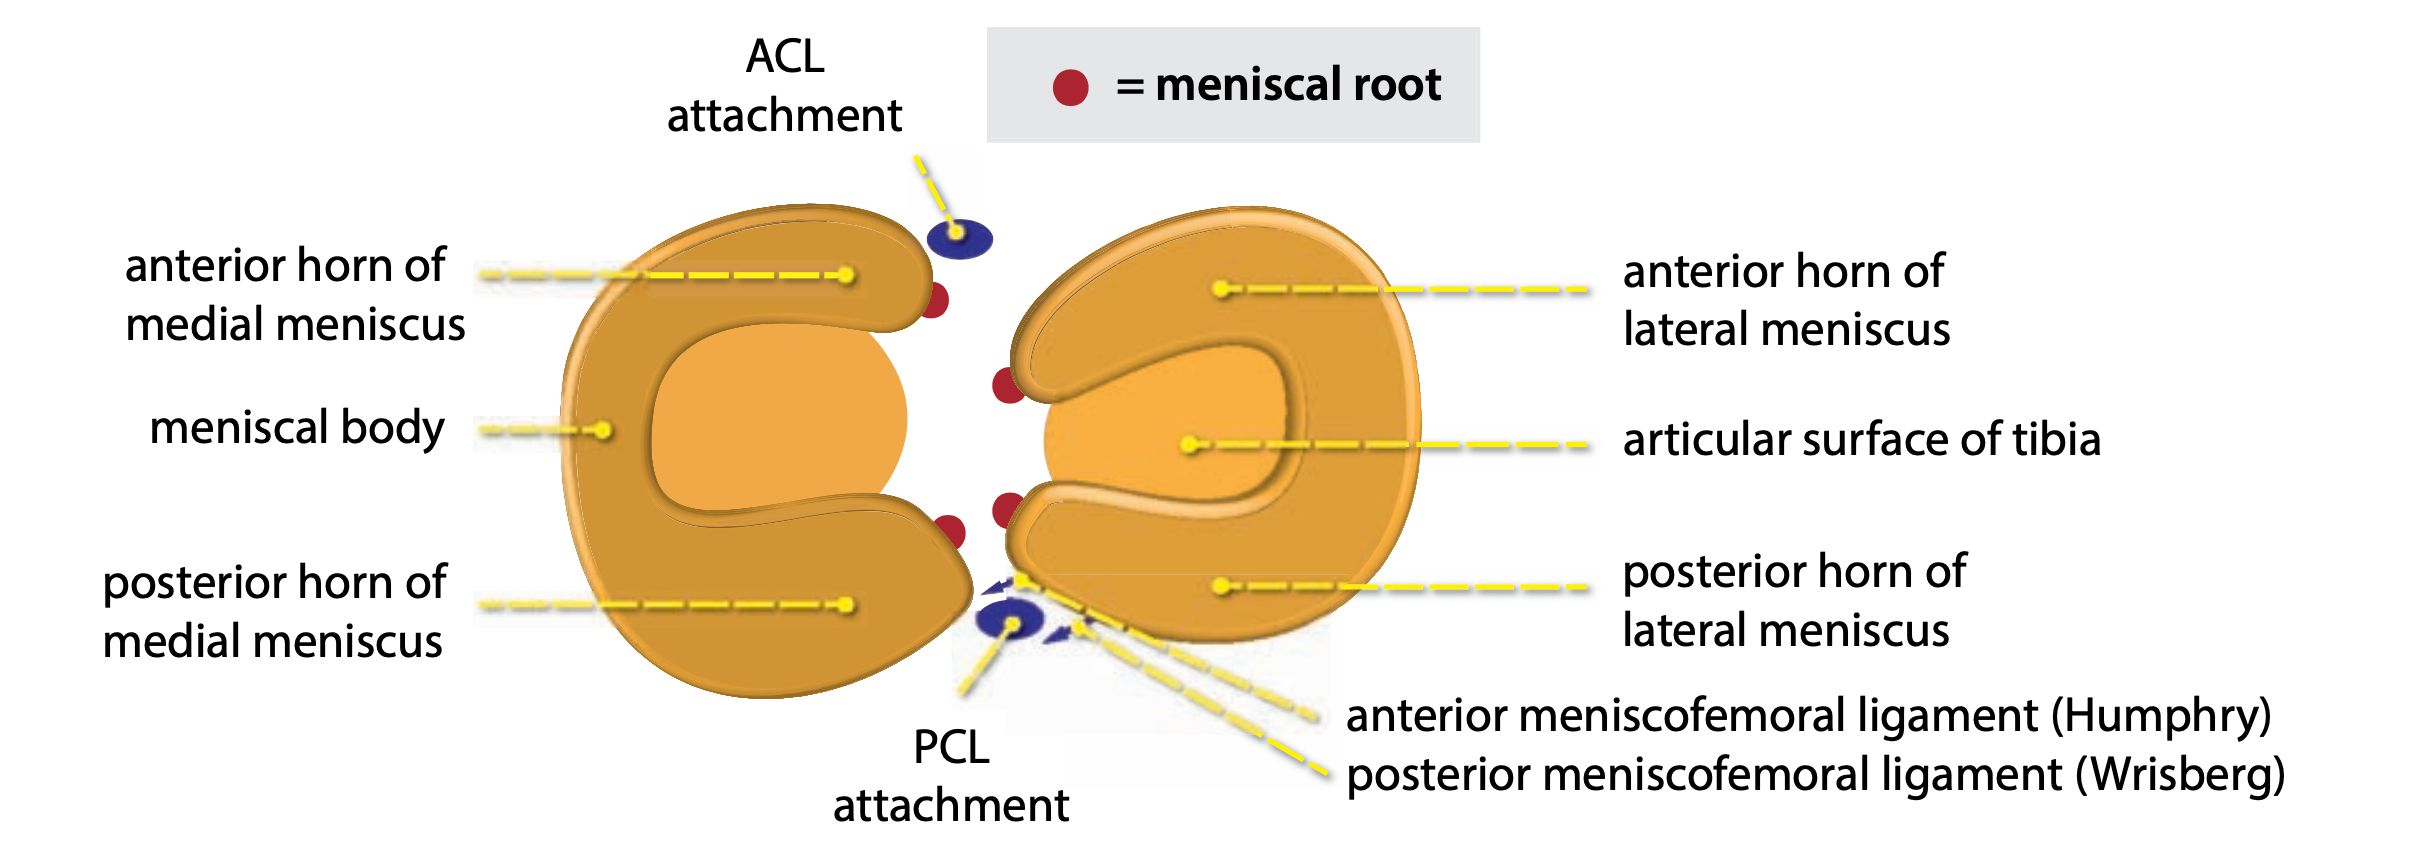 ACL
attachment
= meniscal root
anterior horn of
medial meniscus
meniscal body
posterior horn of
medial meniscus
anterior horn of
lateral meniscus
articular surface of tibia
posterior horn of
lateral meniscus
anterior meniscofemoral ligament (Humphry)
posterior meniscofemoral ligament (Wrisberg)
PCL
attachment